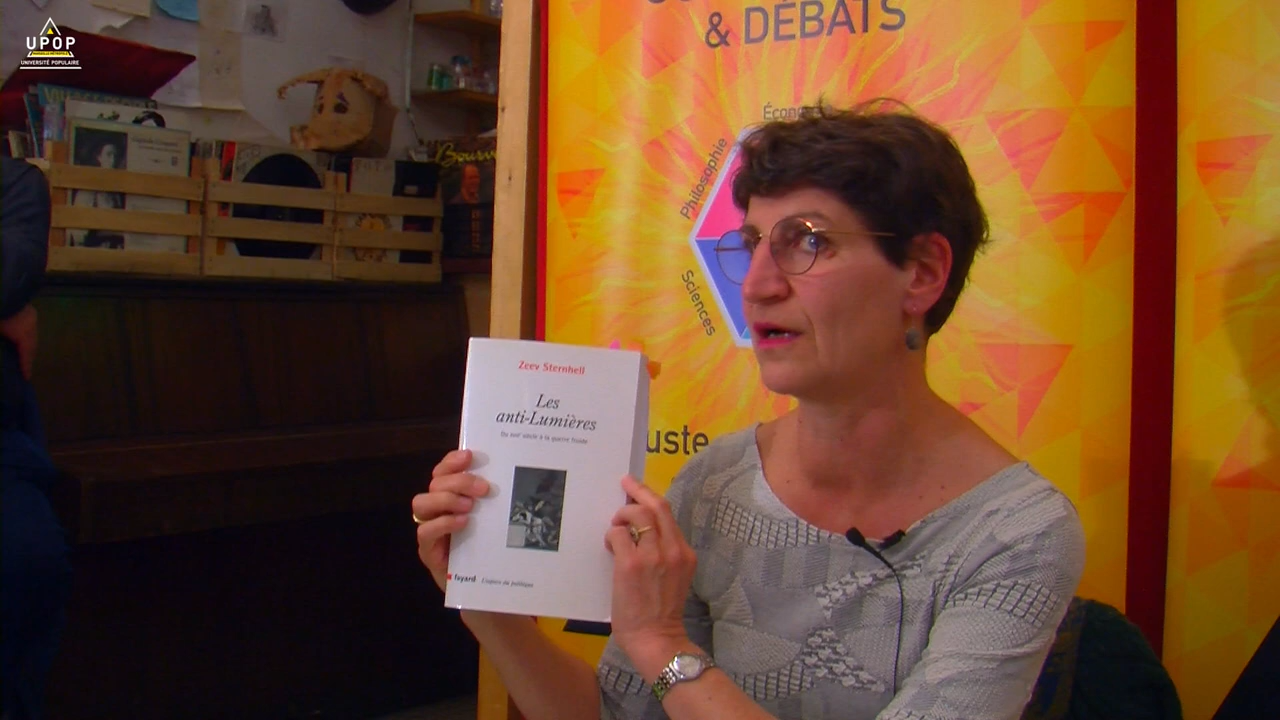 UPOP
UNIVERSITÉ POPULAIRE
& DÉBATS
Philosophie
Sciences
uste
Zeev Sternhell
Les
anti-Lumières
Du XVIIIᵉ siècle à la guerre froide
fayard L'espace du politique